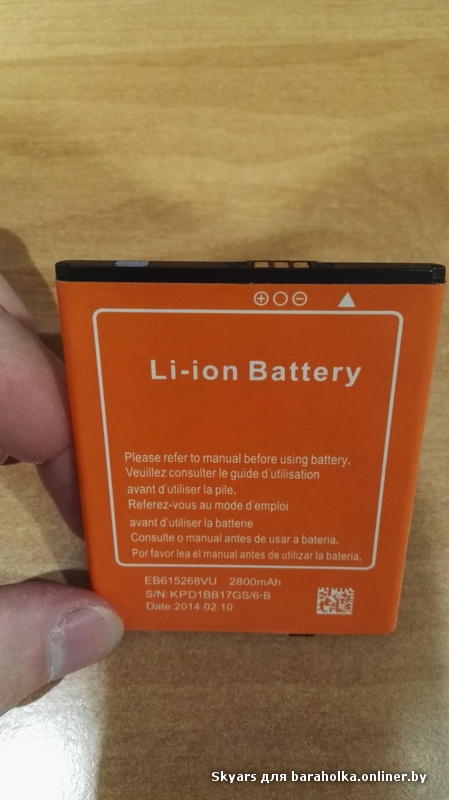 Li-ion Battery
Please refer to manual before using battery.
Veuillez consulter le guide d'utilisation
avant d'utiliser la pile.
Referez-vous au mode d'emploi
avant d'utiliser la batterie
Consulte o manual antes de usar a bateria.
Por favor lea el manual antes de utilizar la bateria.
EB615268VU 2800mAh
S/N:KPD1BB17GS/6-B
Date:2014.02.10
Skyars для baraholka.onliner.by